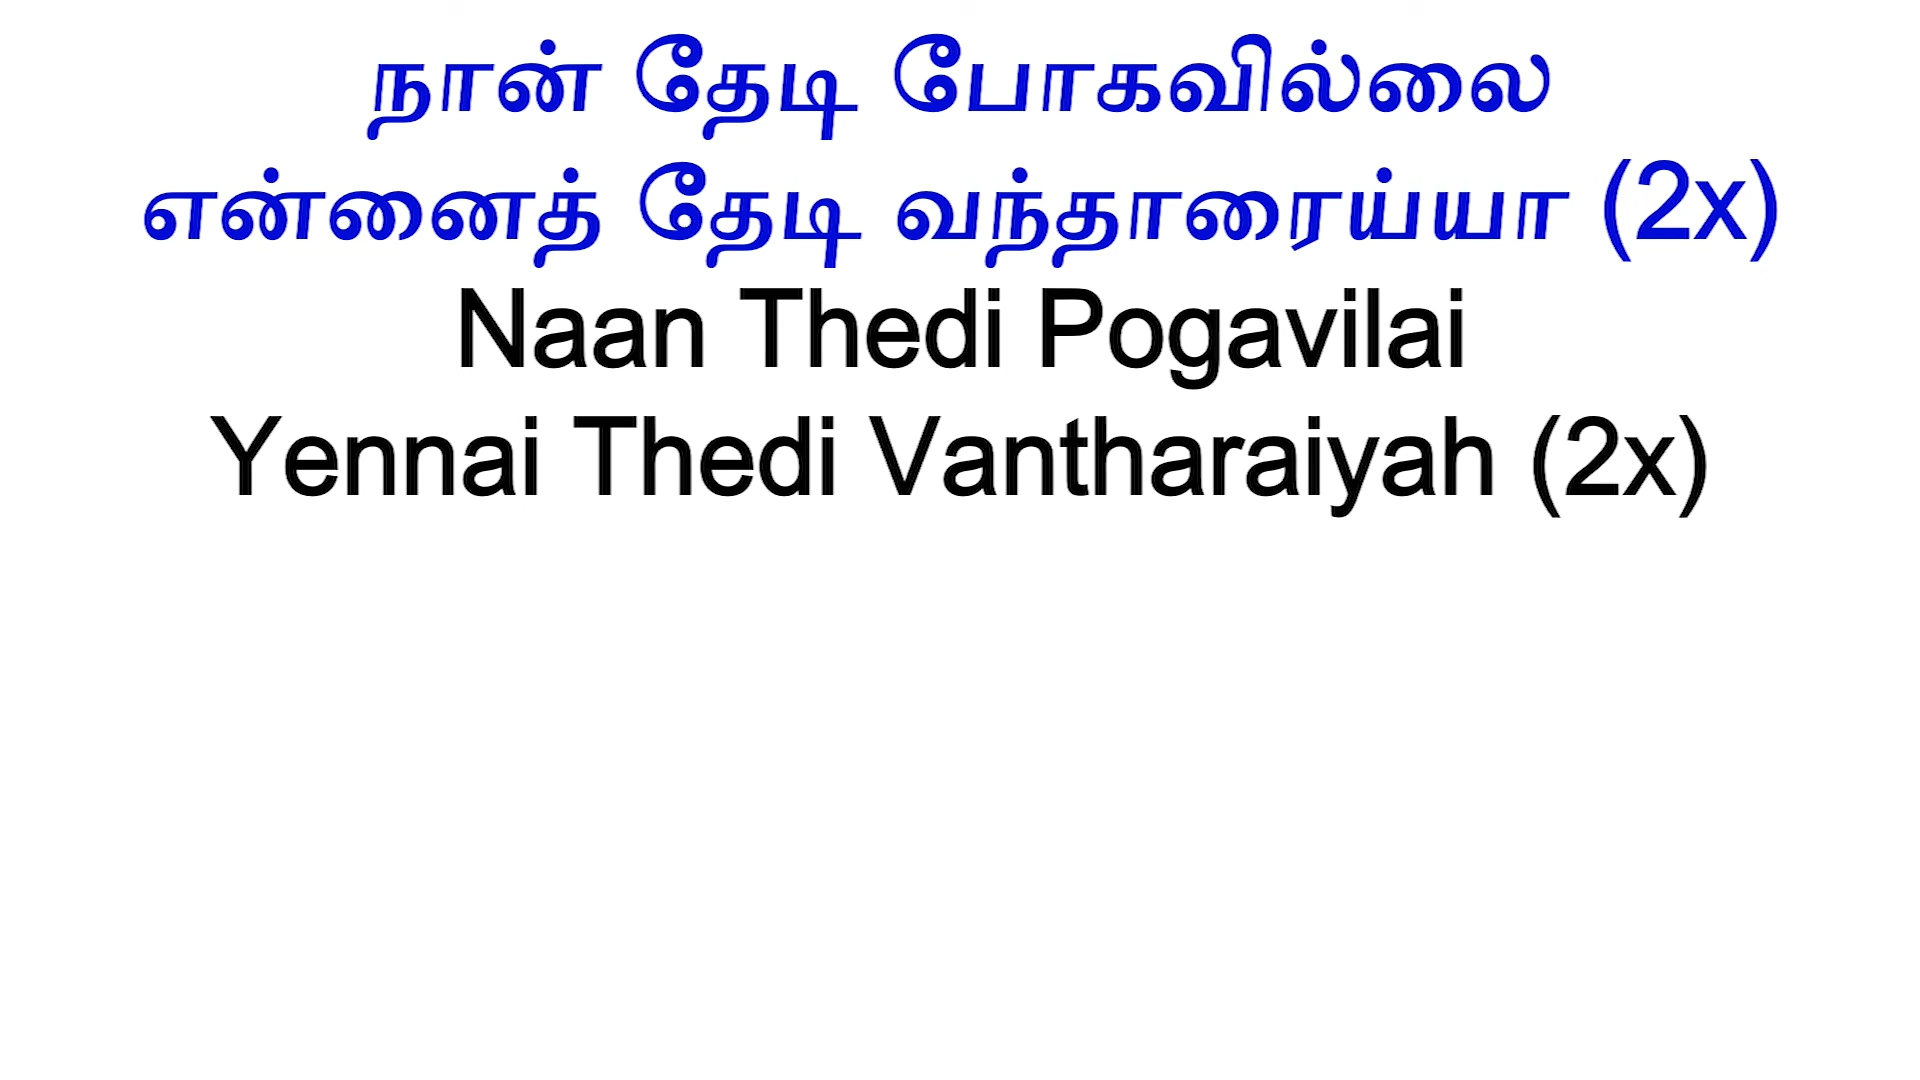 நான் தேடி போகவில்லை
என்னைத் தேடி வந்தாரைய்யா (2x)
Naan Thedi Pogavilai
Yennai Thedi Vantharaiyah (2x)